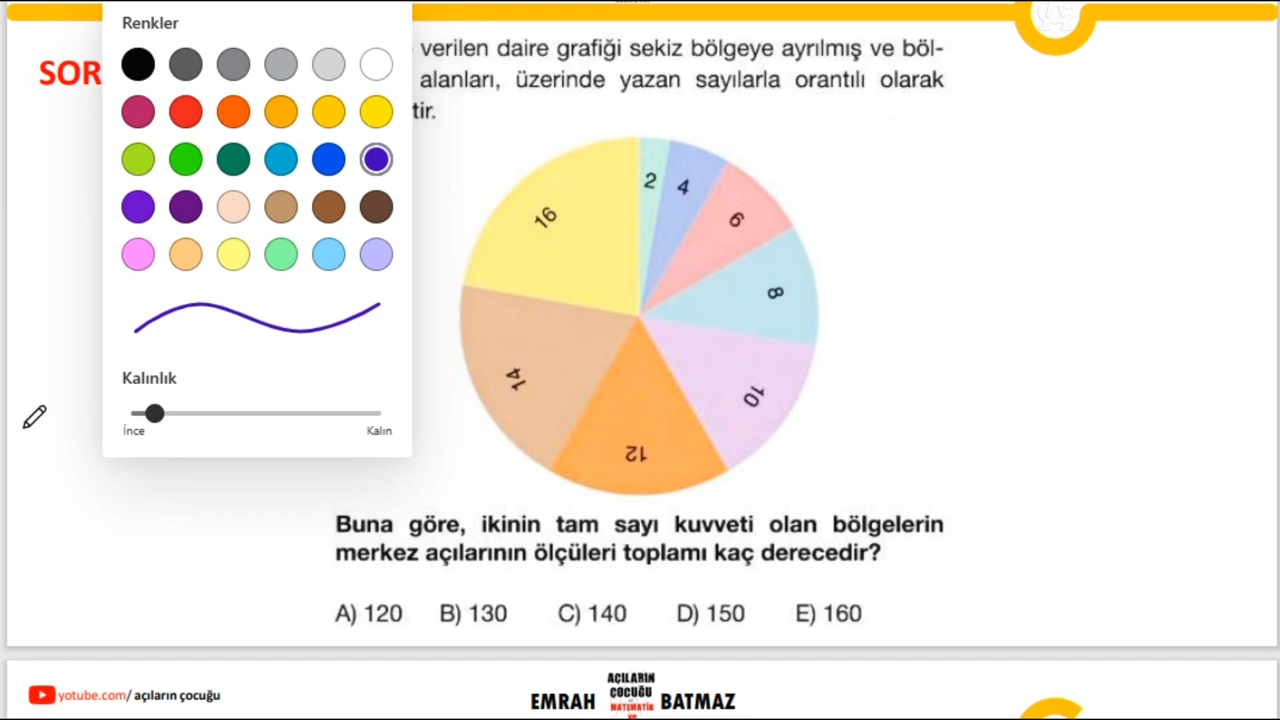 Renkler
SOR
verilen daire grafiği sekiz bölgeye ayrılmış ve böl-
alanları, üzerinde yazan sayılarla orantılı olarak
tir.
2
4
6
8
10
12
14
16
Kalınlık
İnce
Kalın
Buna göre, ikinin tam sayı kuvveti olan bölgelerin
merkez açılarının ölçüleri toplamı kaç derecedir?
A) 120 B) 130 C) 140 D) 150 E) 160
yotube.com/ açıların çocuğu
EMRAH
AÇILARIN
ÇOCUĞU
MATEMATİK
ve
BATMAZ